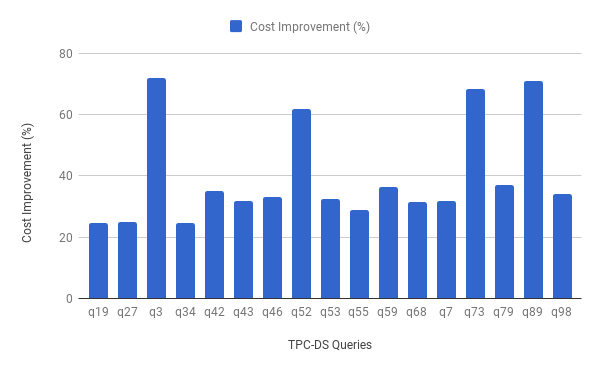 Cost Improvement (%)
80
60
40
20
0
Cost Improvement (%)
q19 q27 q3 q34 q42 q43 q46 q52 q53 q55 q59 q68 q7 q73 q79 q89 q98
TPC-DS Queries